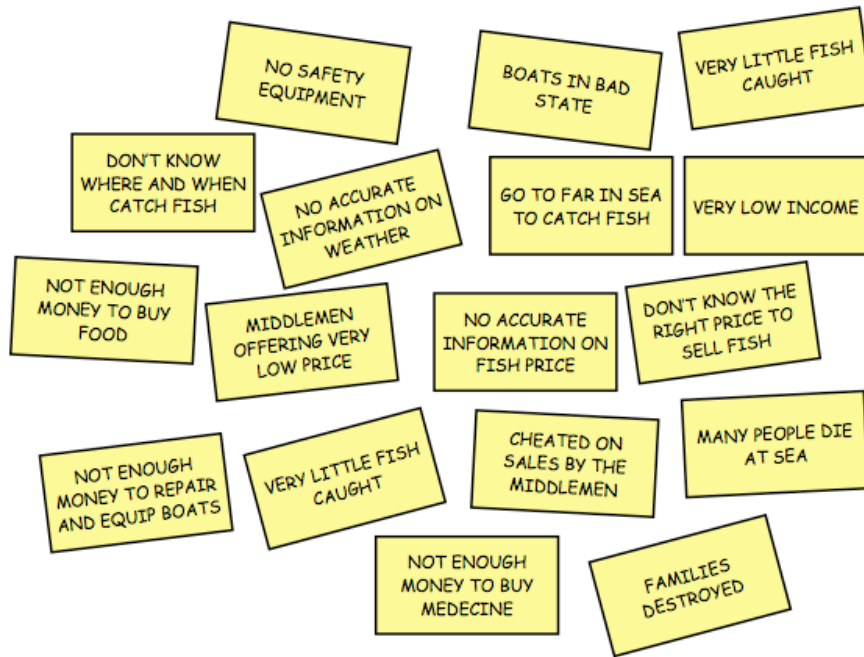 NO SAFETY
EQUIPMENT
BOATS IN BAD
STATE
VERY LITTLE FISH
CAUGHT
DON'T KNOW
WHERE AND WHEN
CATCH FISH
NO ACCURATE
INFORMATION ON
WEATHER
GO TO FAR IN SEA
TO CATCH FISH
VERY LOW INCOME
NOT ENOUGH
MONEY TO BUY
FOOD
MIDDLEMEN
OFFERING VERY
LOW PRICE
NO ACCURATE
INFORMATION ON
FISH PRICE
DON'T KNOW THE
RIGHT PRICE TO
SELL FISH
NOT ENOUGH
MONEY TO REPAIR
AND EQUIP BOATS
VERY LITTLE FISH
CAUGHT
CHEATED ON
SALES BY THE
MIDDLEMEN
MANY PEOPLE DIE
AT SEA
NOT ENOUGH
MONEY TO BUY
MEDECINE
FAMILIES
DESTROYED